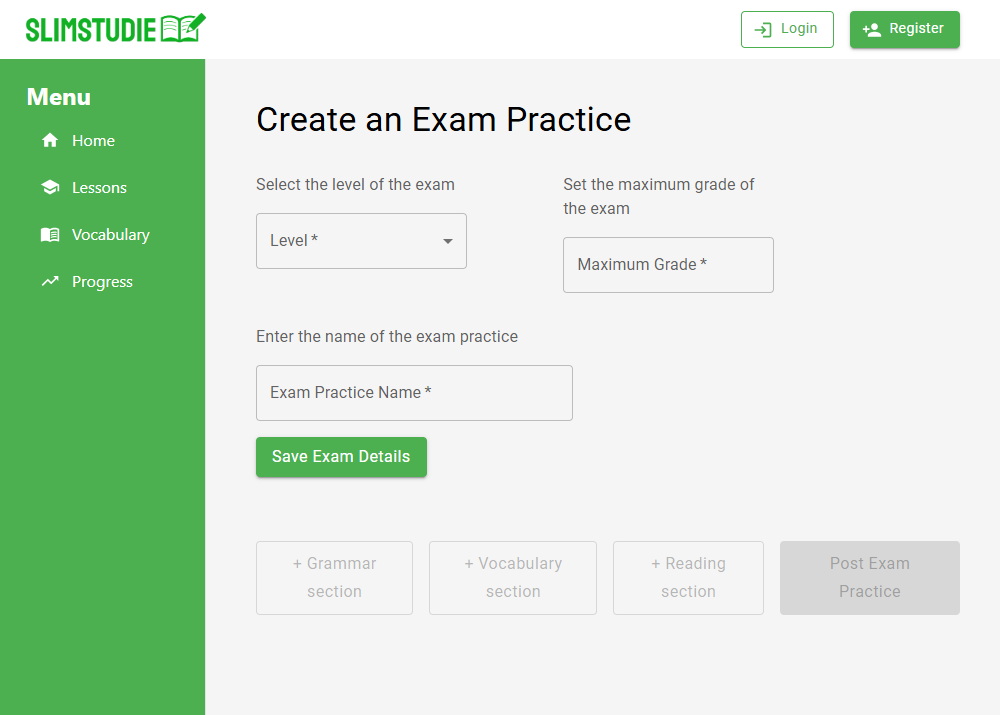 SLIMSTUDIE
Login
Register
Menu
Home
Lessons
Vocabulary
Progress
Create an Exam Practice
Select the level of the exam
Level *
Set the maximum grade of
the exam
Maximum Grade *
Enter the name of the exam practice
Exam Practice Name *
Save Exam Details
+ Grammar
section
+ Vocabulary
section
+ Reading
section
Post Exam
Practice